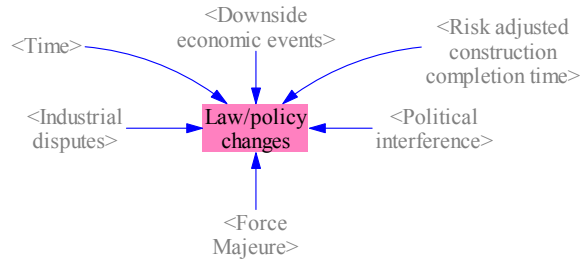 <Downside
economic events>
<Time>
<Risk adjusted
construction
completion time>
<Industrial
disputes>
Law/policy
changes
<Political
interference>
<Force
Majeure>